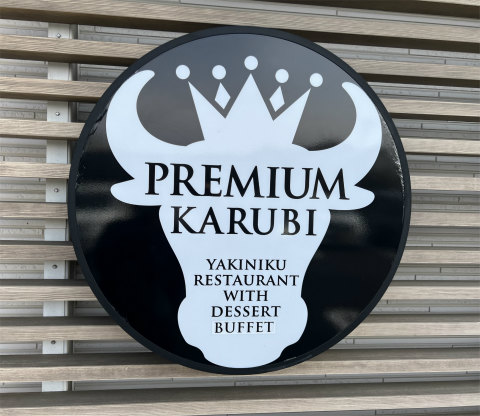 PREMIUM
KARUBI
YAKINIKU
RESTAURANT
WITH
DESSERT
BUFFET